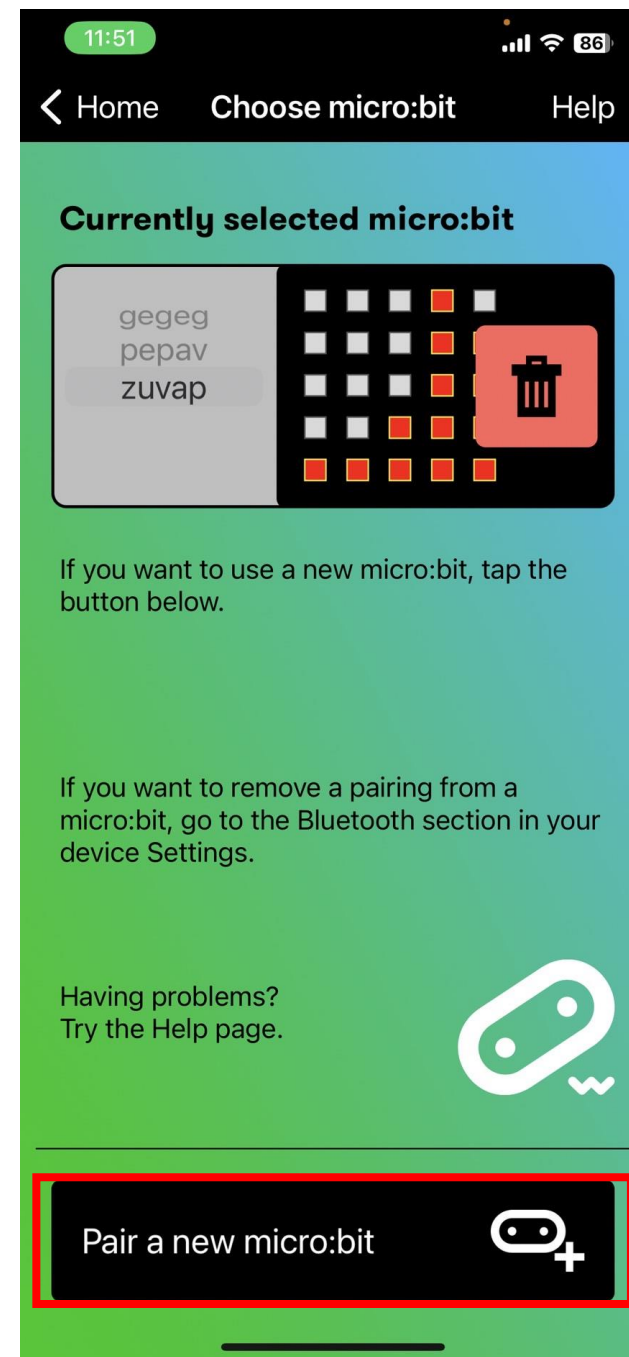 11:51
86
Home Choose micro:bit Help
Currently selected micro:bit
gegeg
pepav
zuvap
If you want to use a new micro:bit, tap the
button below.
If you want to remove a pairing from a
micro:bit, go to the Bluetooth section in your
device Settings.
Having problems?
Try the Help page.
Pair a new micro:bit